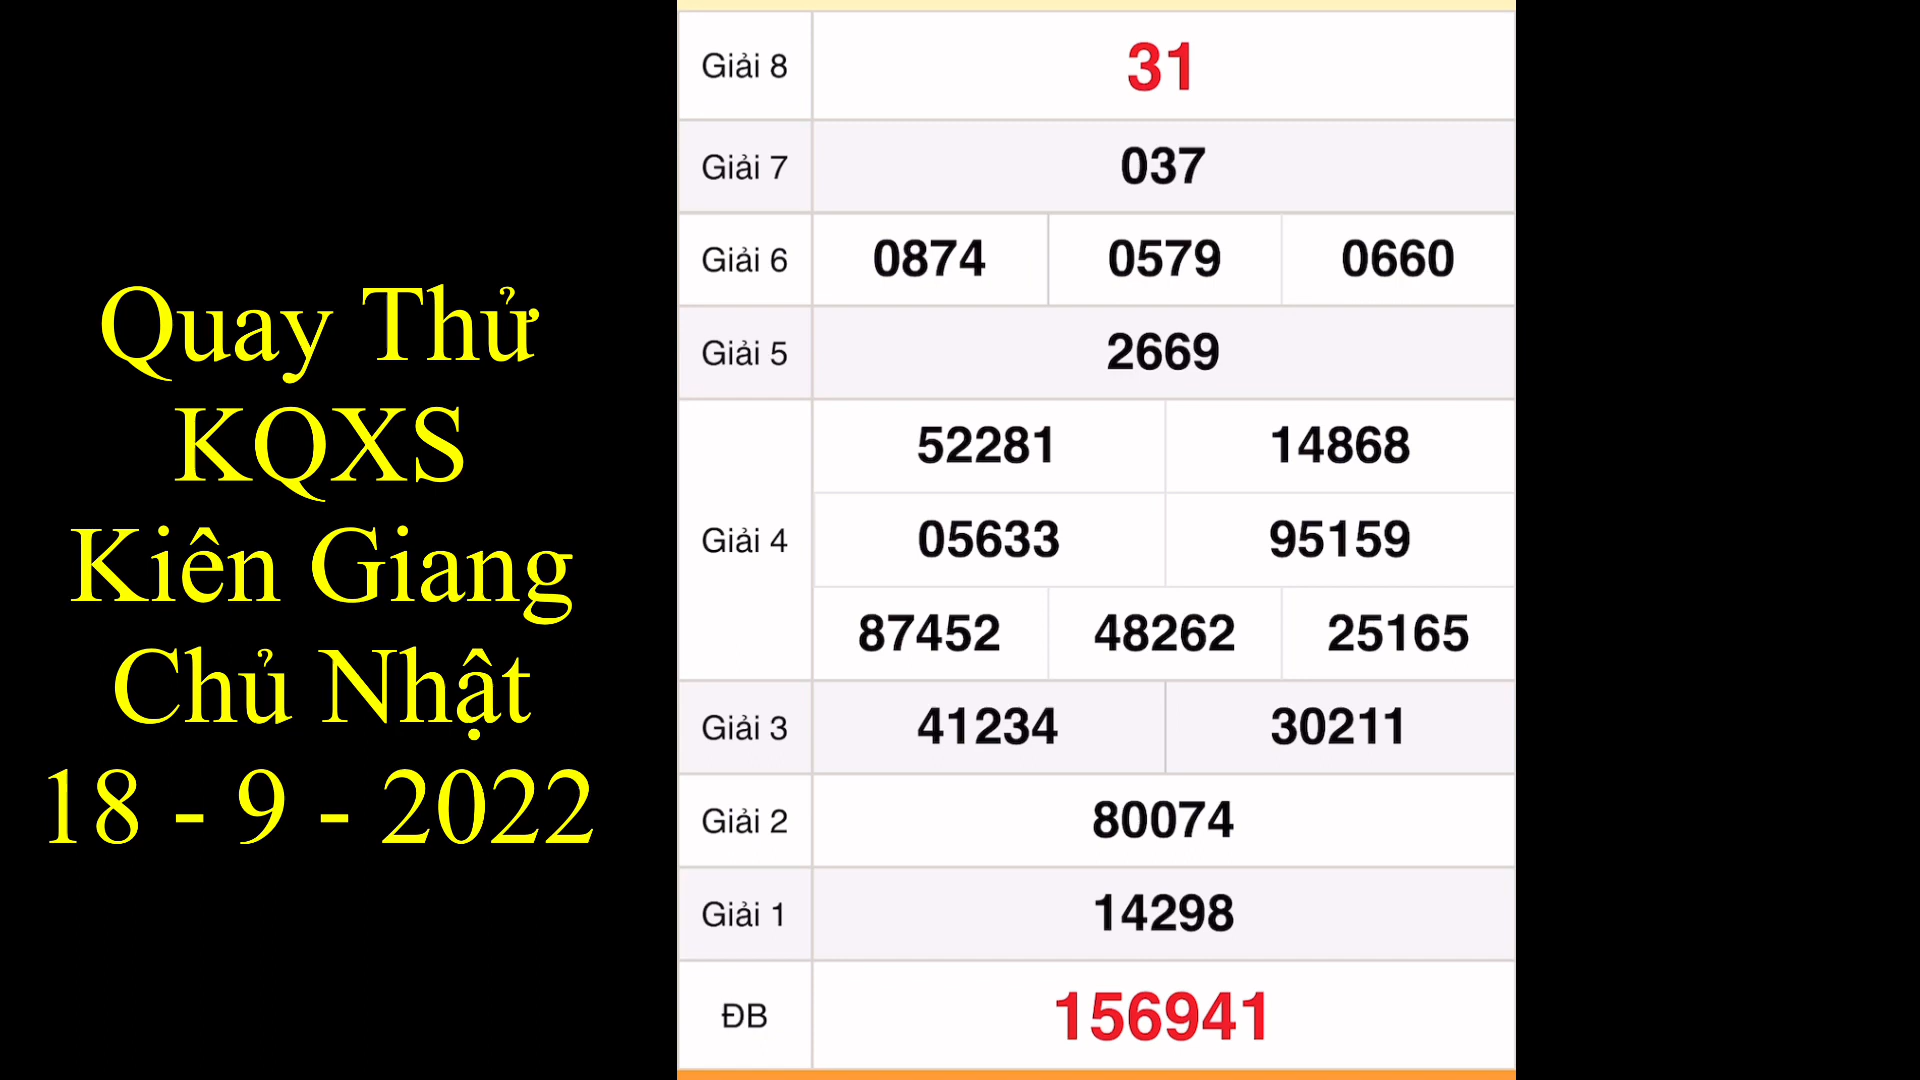 Quay Thử
KQXS
Kiên Giang
Chủ Nhật
18 - 9 - 2022
Giải 8 31
Giải 7 037
Giải 6 0874 0579 0660
Giải 5 2669
Giải 4 52281 14868
05633 95159
87452 48262 25165
Giải 3 41234 30211
Giải 2 80074
Giải 1 14298
ĐB 156941